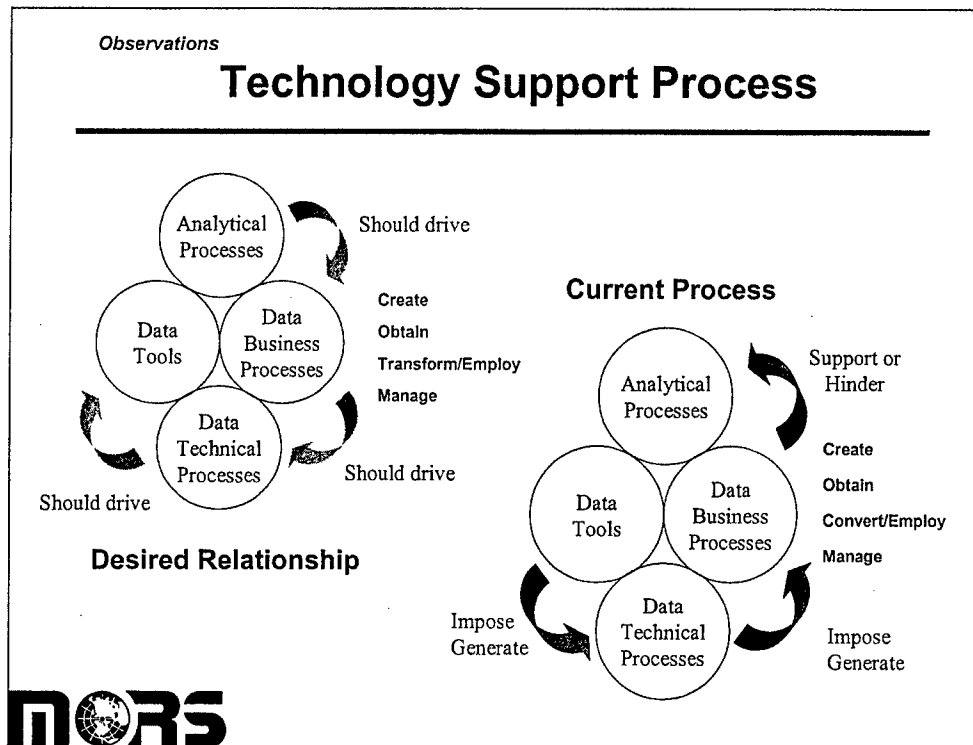 Observations
Technology Support Process
Analytical
Processes
Should drive
Data
Tools
Data
Business
Processes
Create
Obtain
Transform/Employ
Manage
Data
Technical
Processes
Should drive
Should drive
Desired Relationship
Current Process
Analytical
Processes
Support or
Hinder
Data
Tools
Data
Business
Processes
Create
Obtain
Convert/Employ
Manage
Data
Technical
Processes
Impose
Generate
Impose
Generate
MORS